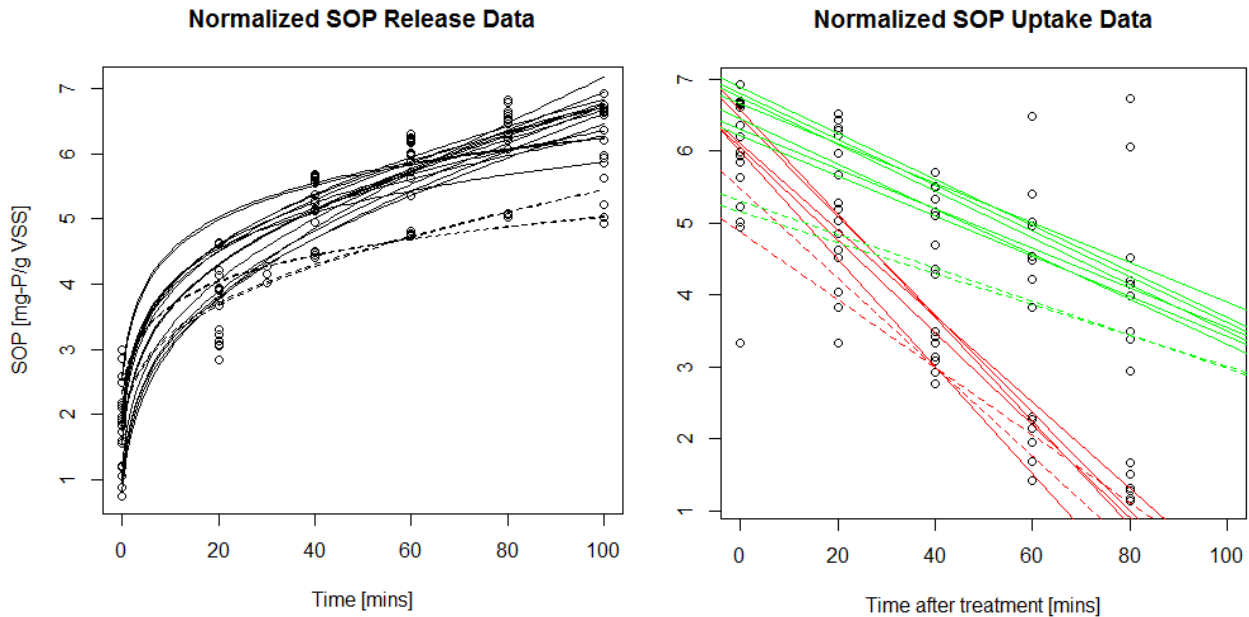 Normalized SOP Release Data
SOP [mg-P/g VSS]
7
6
5
4
3
2
1
0 20 40 60 80 100
Time [mins]
Normalized SOP Uptake Data
7
6
5
4
3
2
1
0 20 40 60 80 100
Time after treatment [mins]